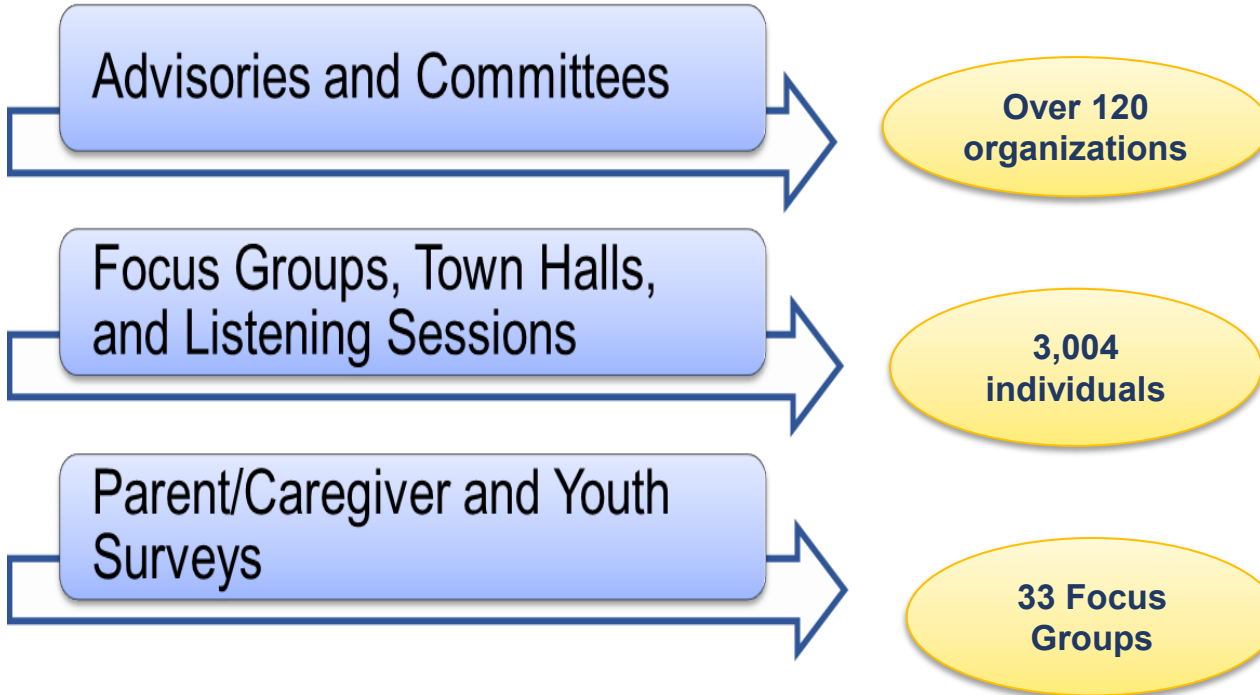 Advisories and Committees
Over 120
organizations
Focus Groups, Town Halls,
and Listening Sessions
3,004
individuals
Parent/Caregiver and Youth
Surveys
33 Focus
Groups